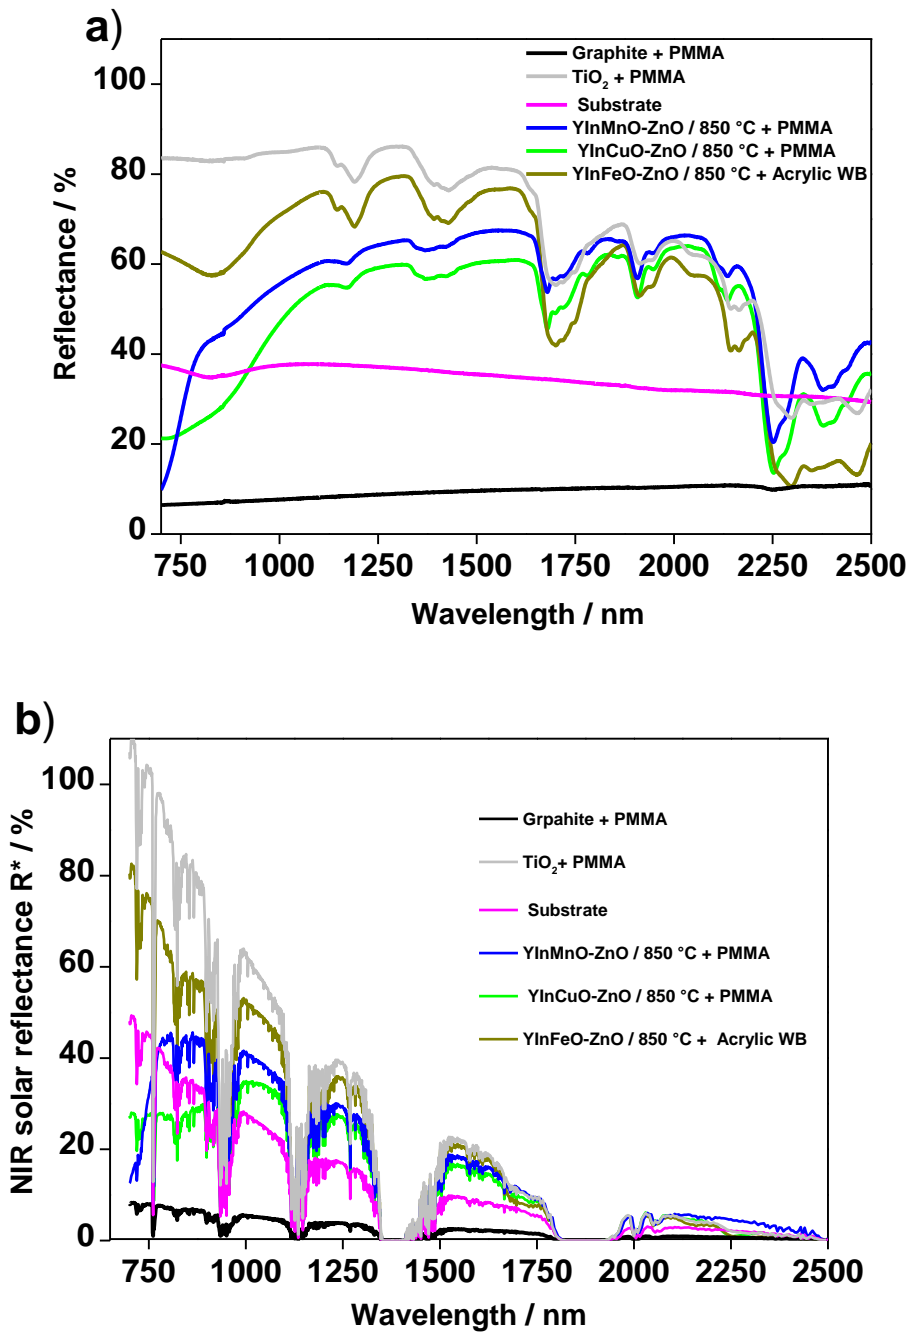 a)
Graphite + PMMA
TiO₂ + PMMA
Substrate
YInMnO-ZnO / 850 °C + PMMA
YInCuO-ZnO / 850 °C + PMMA
YInFeO-ZnO / 850 °C + Acrylic WB
100
80
60
40
20
0
Reflectance / %
750 1000 1250 1500 1750 2000 2250 2500
Wavelength / nm
b)
Grpahite + PMMA
TiO₂+ PMMA
Substrate
YInMnO-ZnO / 850 °C + PMMA
YInCuO-ZnO / 850 °C + PMMA
YInFeO-ZnO / 850 °C + Acrylic WB
100
80
60
40
20
0
NIR solar reflectance R* / %
750 1000 1250 1500 1750 2000 2250 2500
Wavelength / nm